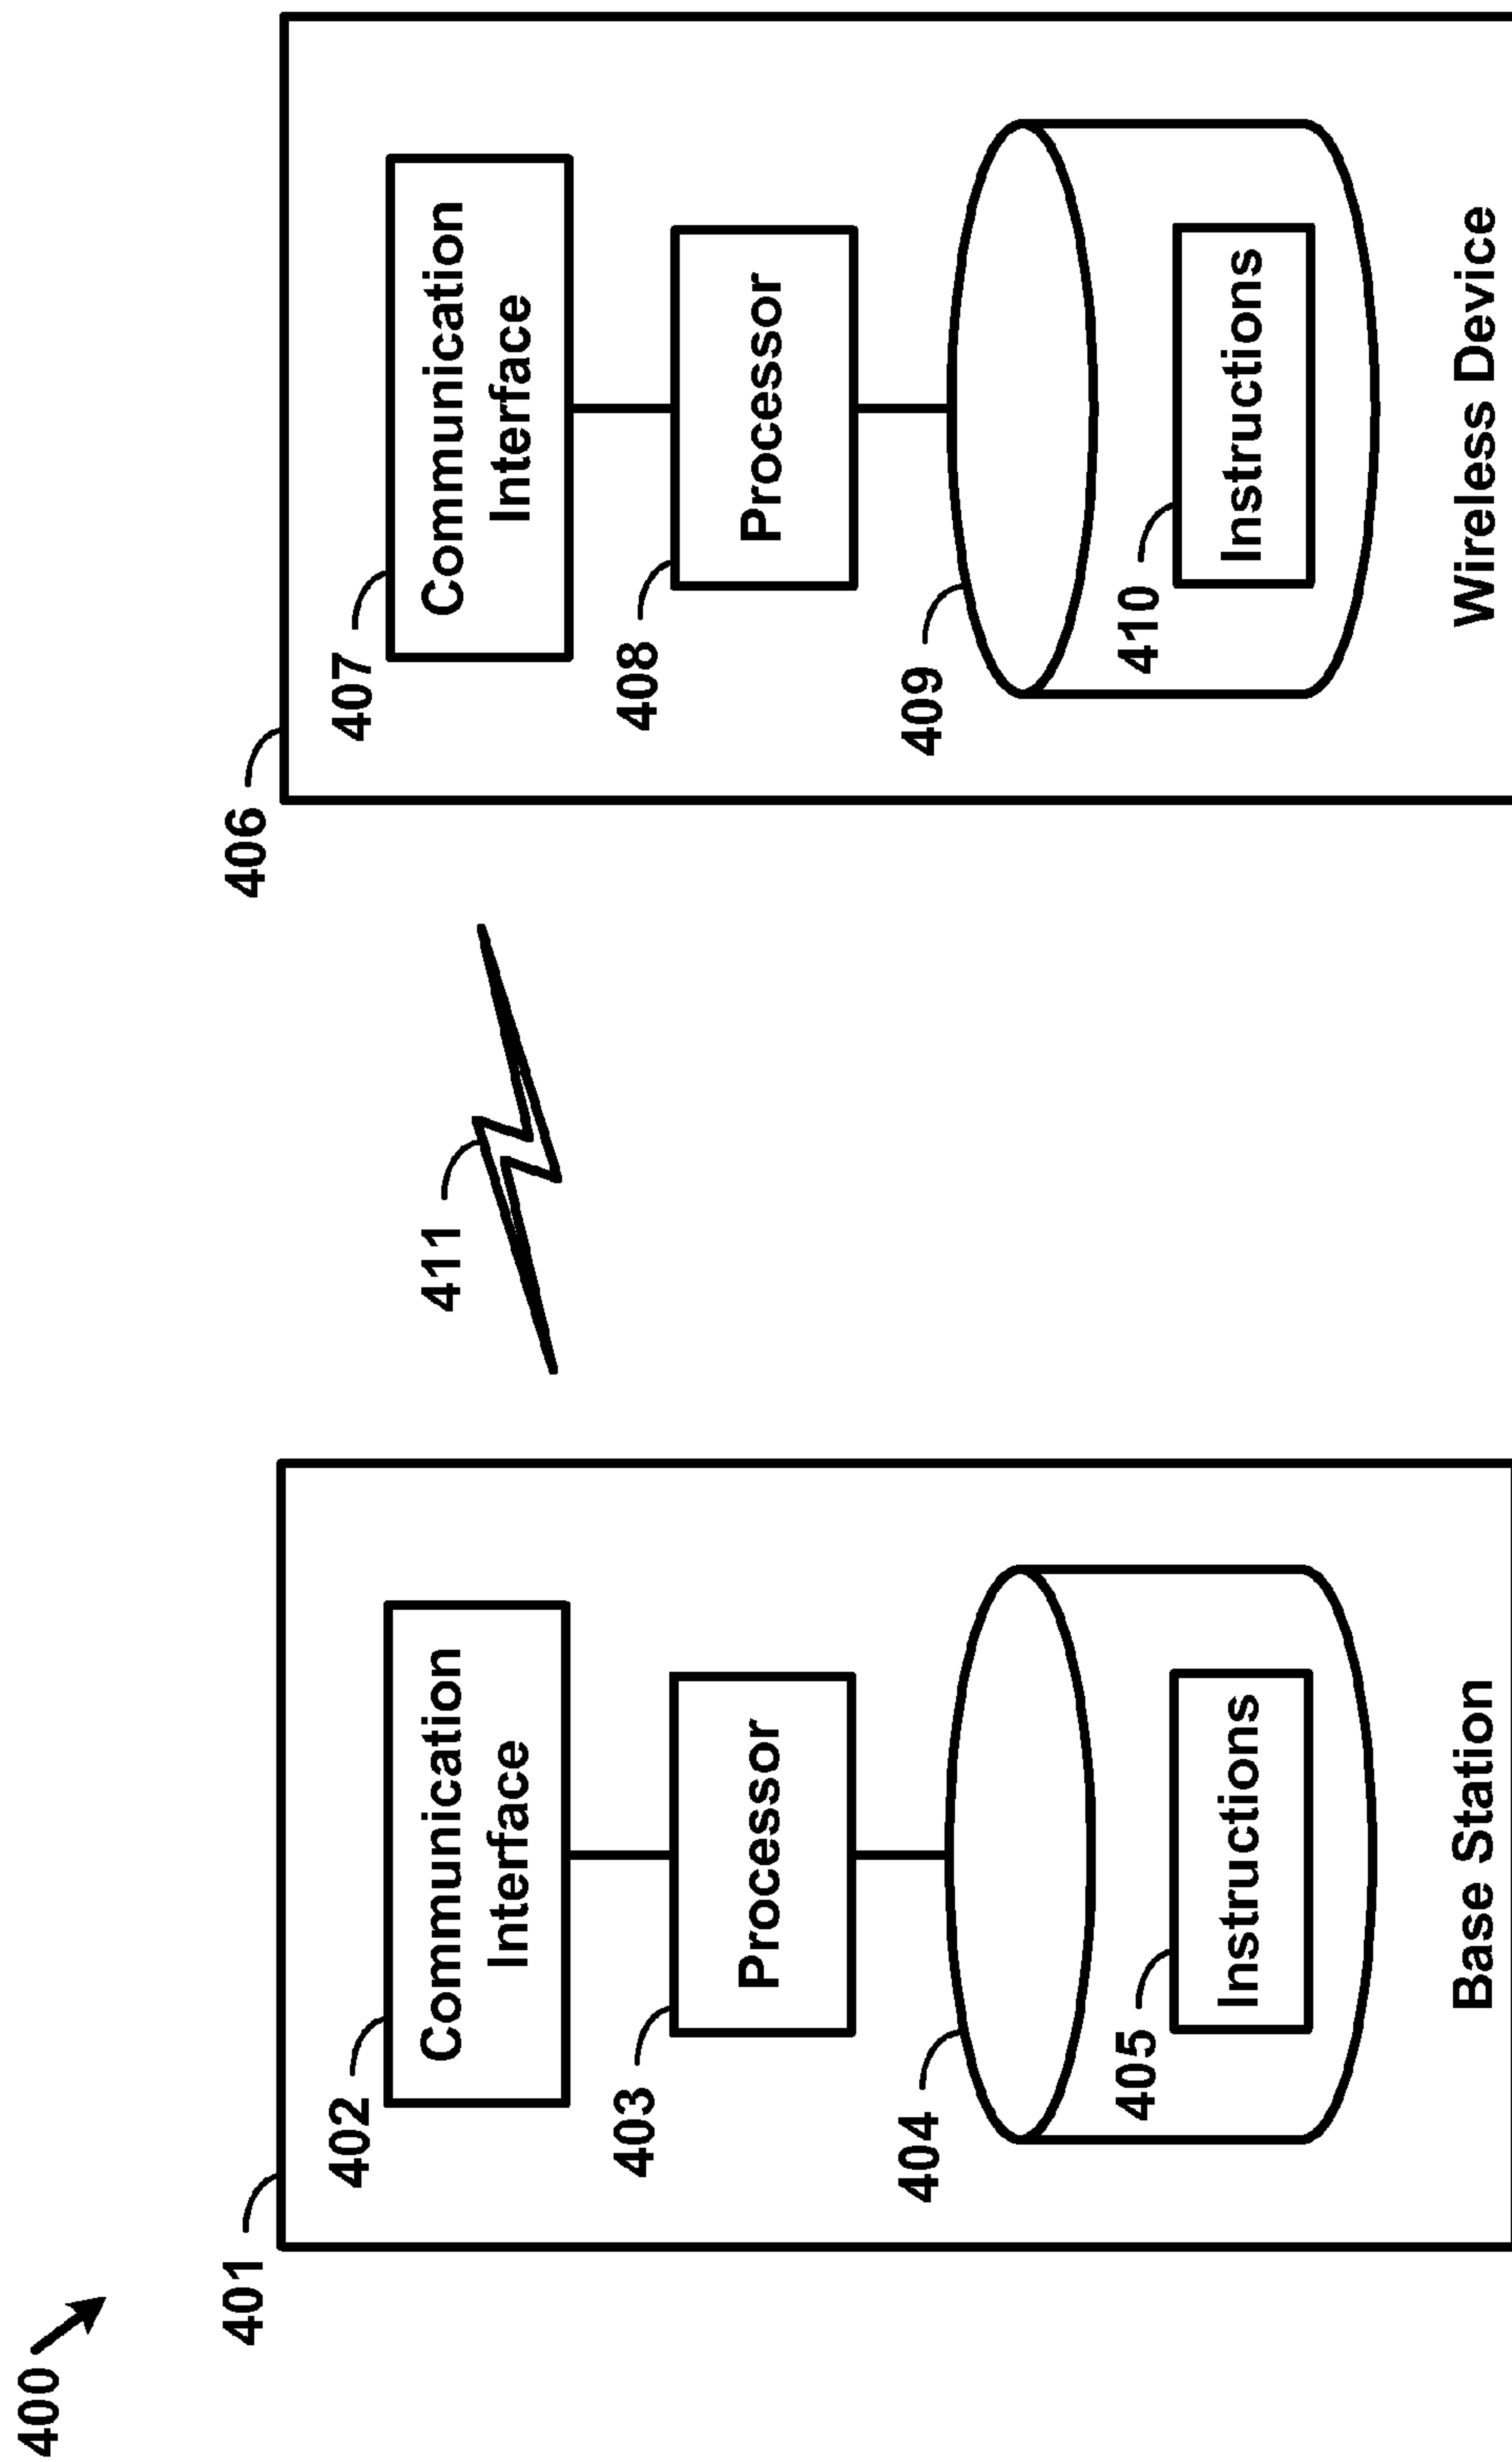 400
401
402
Communication
Interface
403
Processor
404
405
Instructions
Base Station
411
406
407
Communication
Interface
408
Processor
409
410
Instructions
Wireless Device